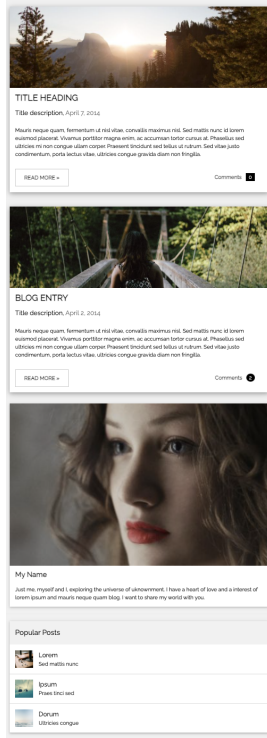 TITLE HEADING
Title description, April 7, 2014
Mauris neque quam, fermentum ut nisl vitae, convallis maximus nisl. Sed mattis nunc id lorem
euismod placerat. Vivamus porttitor magna enim, ac accumsan tortor cursus at. Phasellus sed
ultricies mi non congue ullam corper. Praesent tincidunt sed tellus ut rutrum. Sed vitae justo
condimentum, porta lectus vitae, ultricies congue gravida diam non fringilla.
READ MORE »
Comments 0
BLOG ENTRY
Title description, April 2, 2014
Mauris neque quam, fermentum ut nisl vitae, convallis maximus nisl. Sed mattis nunc id lorem
euismod placerat. Vivamus porttitor magna enim, ac accumsan tortor cursus at. Phasellus sed
ultricies mi non congue ullam corper. Praesent tincidunt sed tellus ut rutrum. Sed vitae justo
condimentum, porta lectus vitae, ultricies congue gravida diam non fringilla.
READ MORE »
Comments 2
My Name
Just me, myself and I, exploring the universe of uknownment. I have a heart of love and a interest of
lorem ipsum and mauris neque quam blog. I want to share my world with you.
Popular Posts
Lorem
Sed mattis nunc
Ipsum
Praes tinci sed
Dorum
Ultricies congue